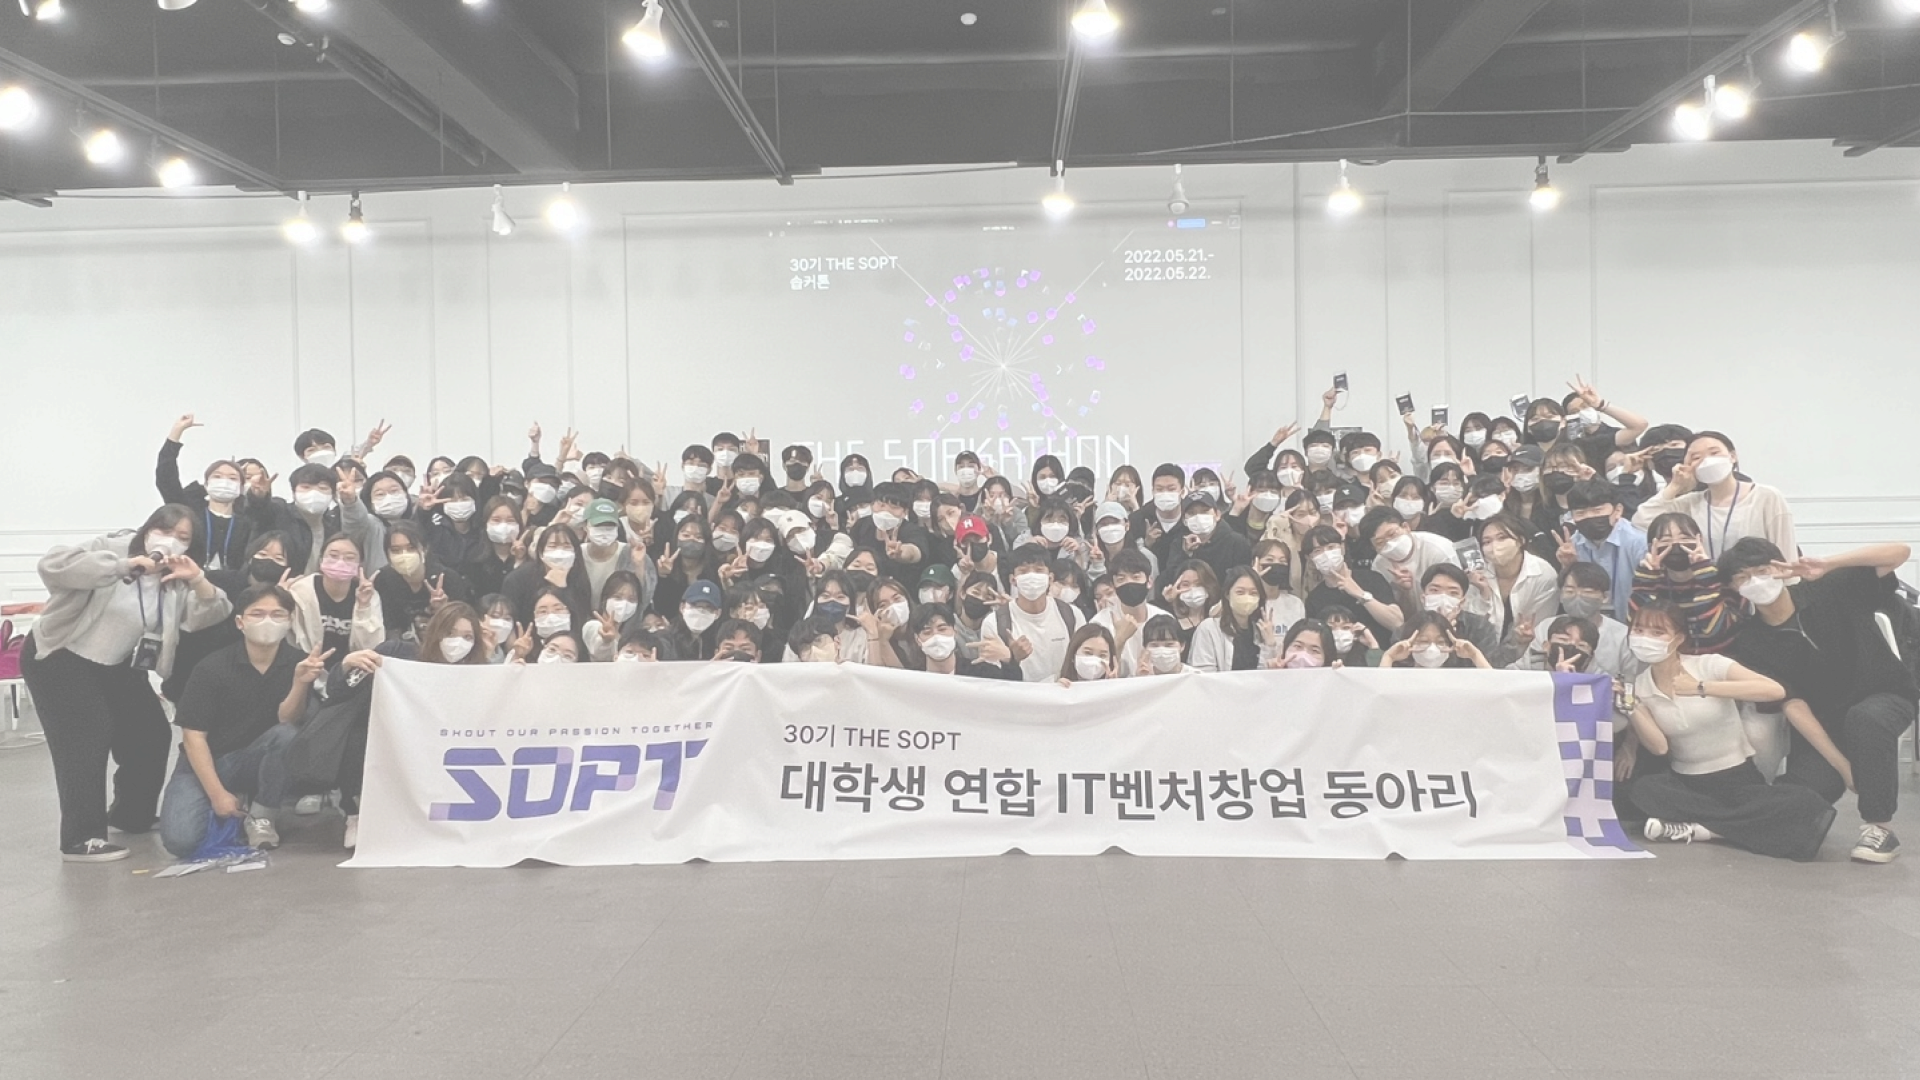 30기 THE SOPT
솝커톤
2022.05.21.-
2022.05.22.
THE SOPKATHON
SHOUT OUR PASSION TOGETHER
SOPT
30기 THE SOPT
대학생 연합 IT벤처창업 동아리